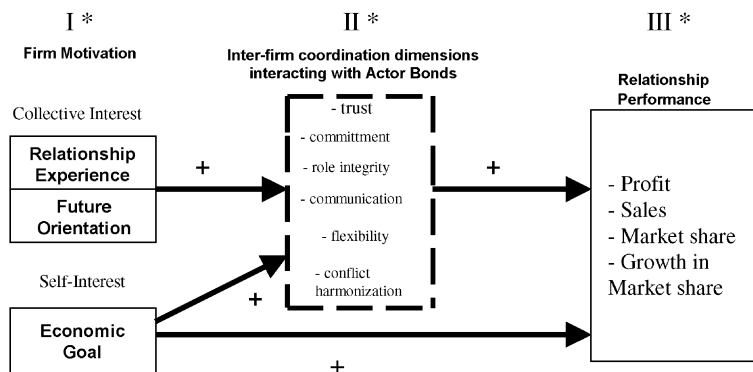 I *
Firm Motivation
Collective Interest
Relationship
Experience
Future
Orientation
Self-Interest
Economic
Goal
+
+
+
II *
Inter-firm coordination dimensions
interacting with Actor Bonds
- trust
- committment
- role integrity
- communication
- flexibility
- conflict
harmonization
+
III *
Relationship
Performance
- Profit
- Sales
- Market share
- Growth in
Market share